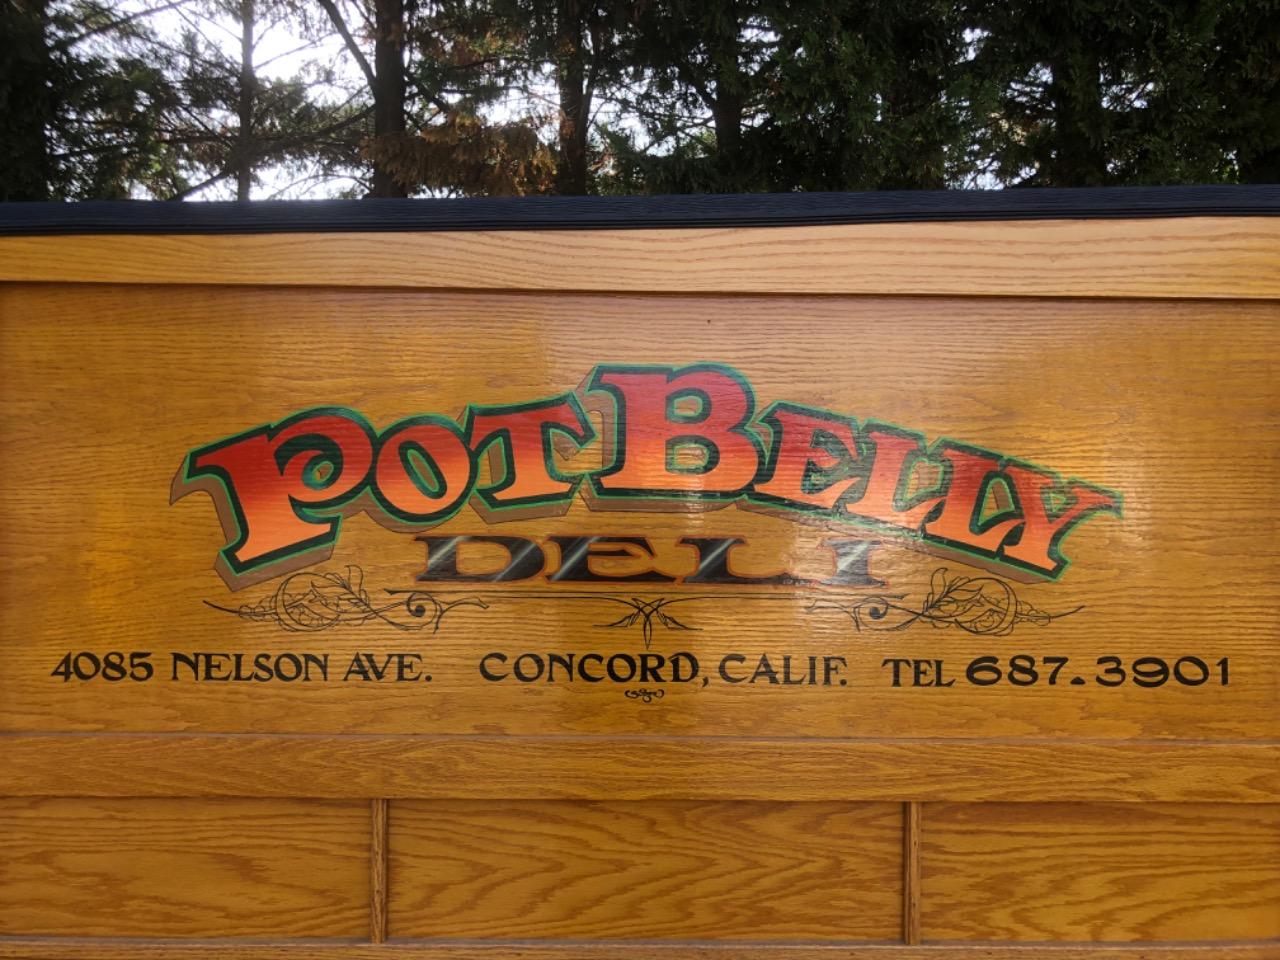 POT BELLY
DELI
4085 NELSON AVE. CONCORD, CALIF. TEL 687-3901